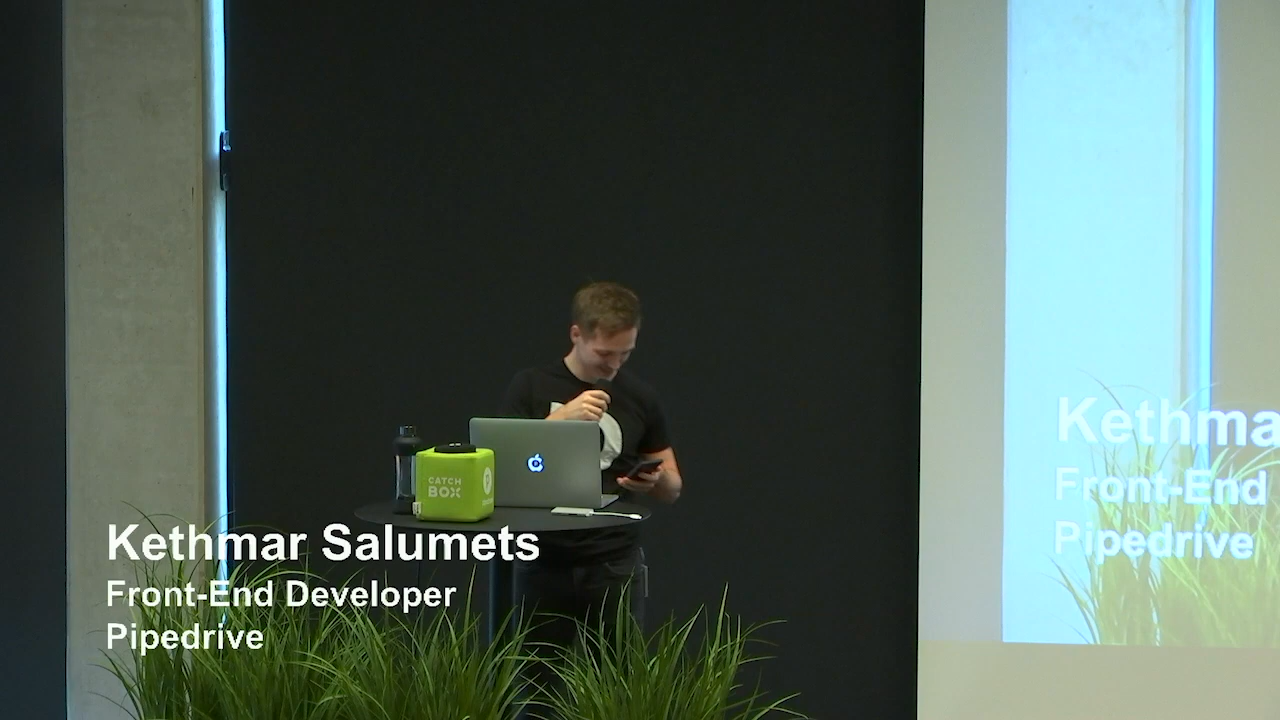 CATCH
BOX
Kethmar Salumets
Front-End Developer
Pipedrive
Kethma
Front-End
Pipedrive